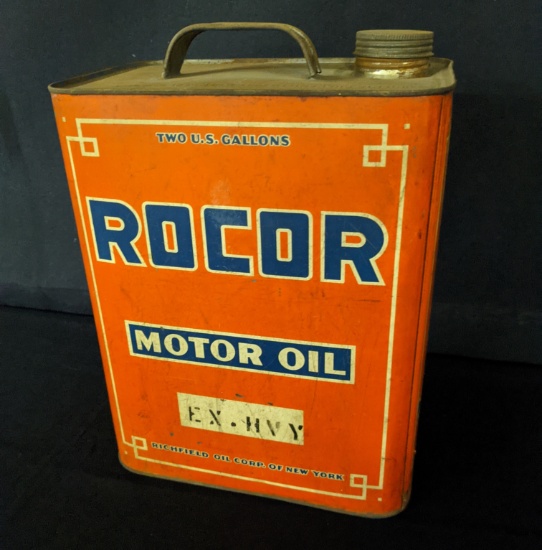 TWO U.S. GALLONS
ROCOR
MOTOR OIL
EX. HVY
RICHFIELD OIL CORP. OF NEW YORK